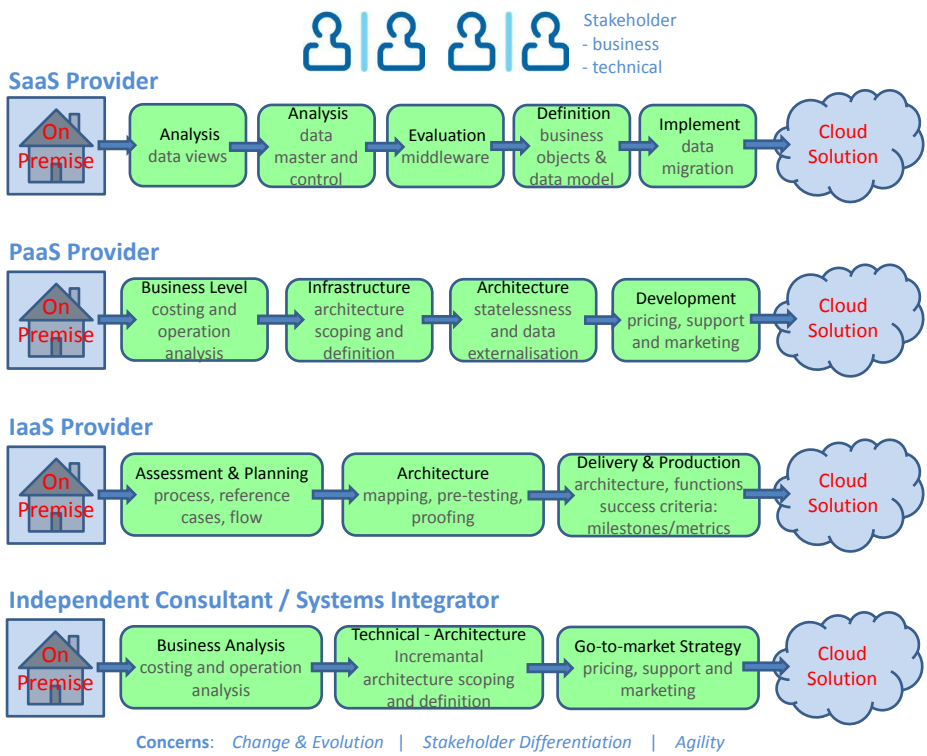 Stakeholder
- business
- technical
SaaS Provider
On
Premise
Analysis
data views
Analysis
data
master and
control
Evaluation
middleware
Definition
business
objects &
data model
Implement
data
migration
Cloud
Solution
PaaS Provider
On
Premise
Business Level
costing and
operation
analysis
Infrastructure
architecture
scoping and
definition
Architecture
statelessness
and data
externalisation
Development
pricing, support
and marketing
Cloud
Solution
IaaS Provider
On
Premise
Assessment & Planning
process, reference
cases, flow
Architecture
mapping, pre-testing,
proofing
Delivery & Production
architecture, functions
success criteria:
milestones/metrics
Cloud
Solution
Independent Consultant / Systems Integrator
On
Premise
Business Analysis
costing and operation
analysis
Technical - Architecture
Incremantal
architecture scoping
and definition
Go-to-market Strategy
pricing, support and
marketing
Cloud
Solution
Concerns: Change & Evolution | Stakeholder Differentiation | Agility